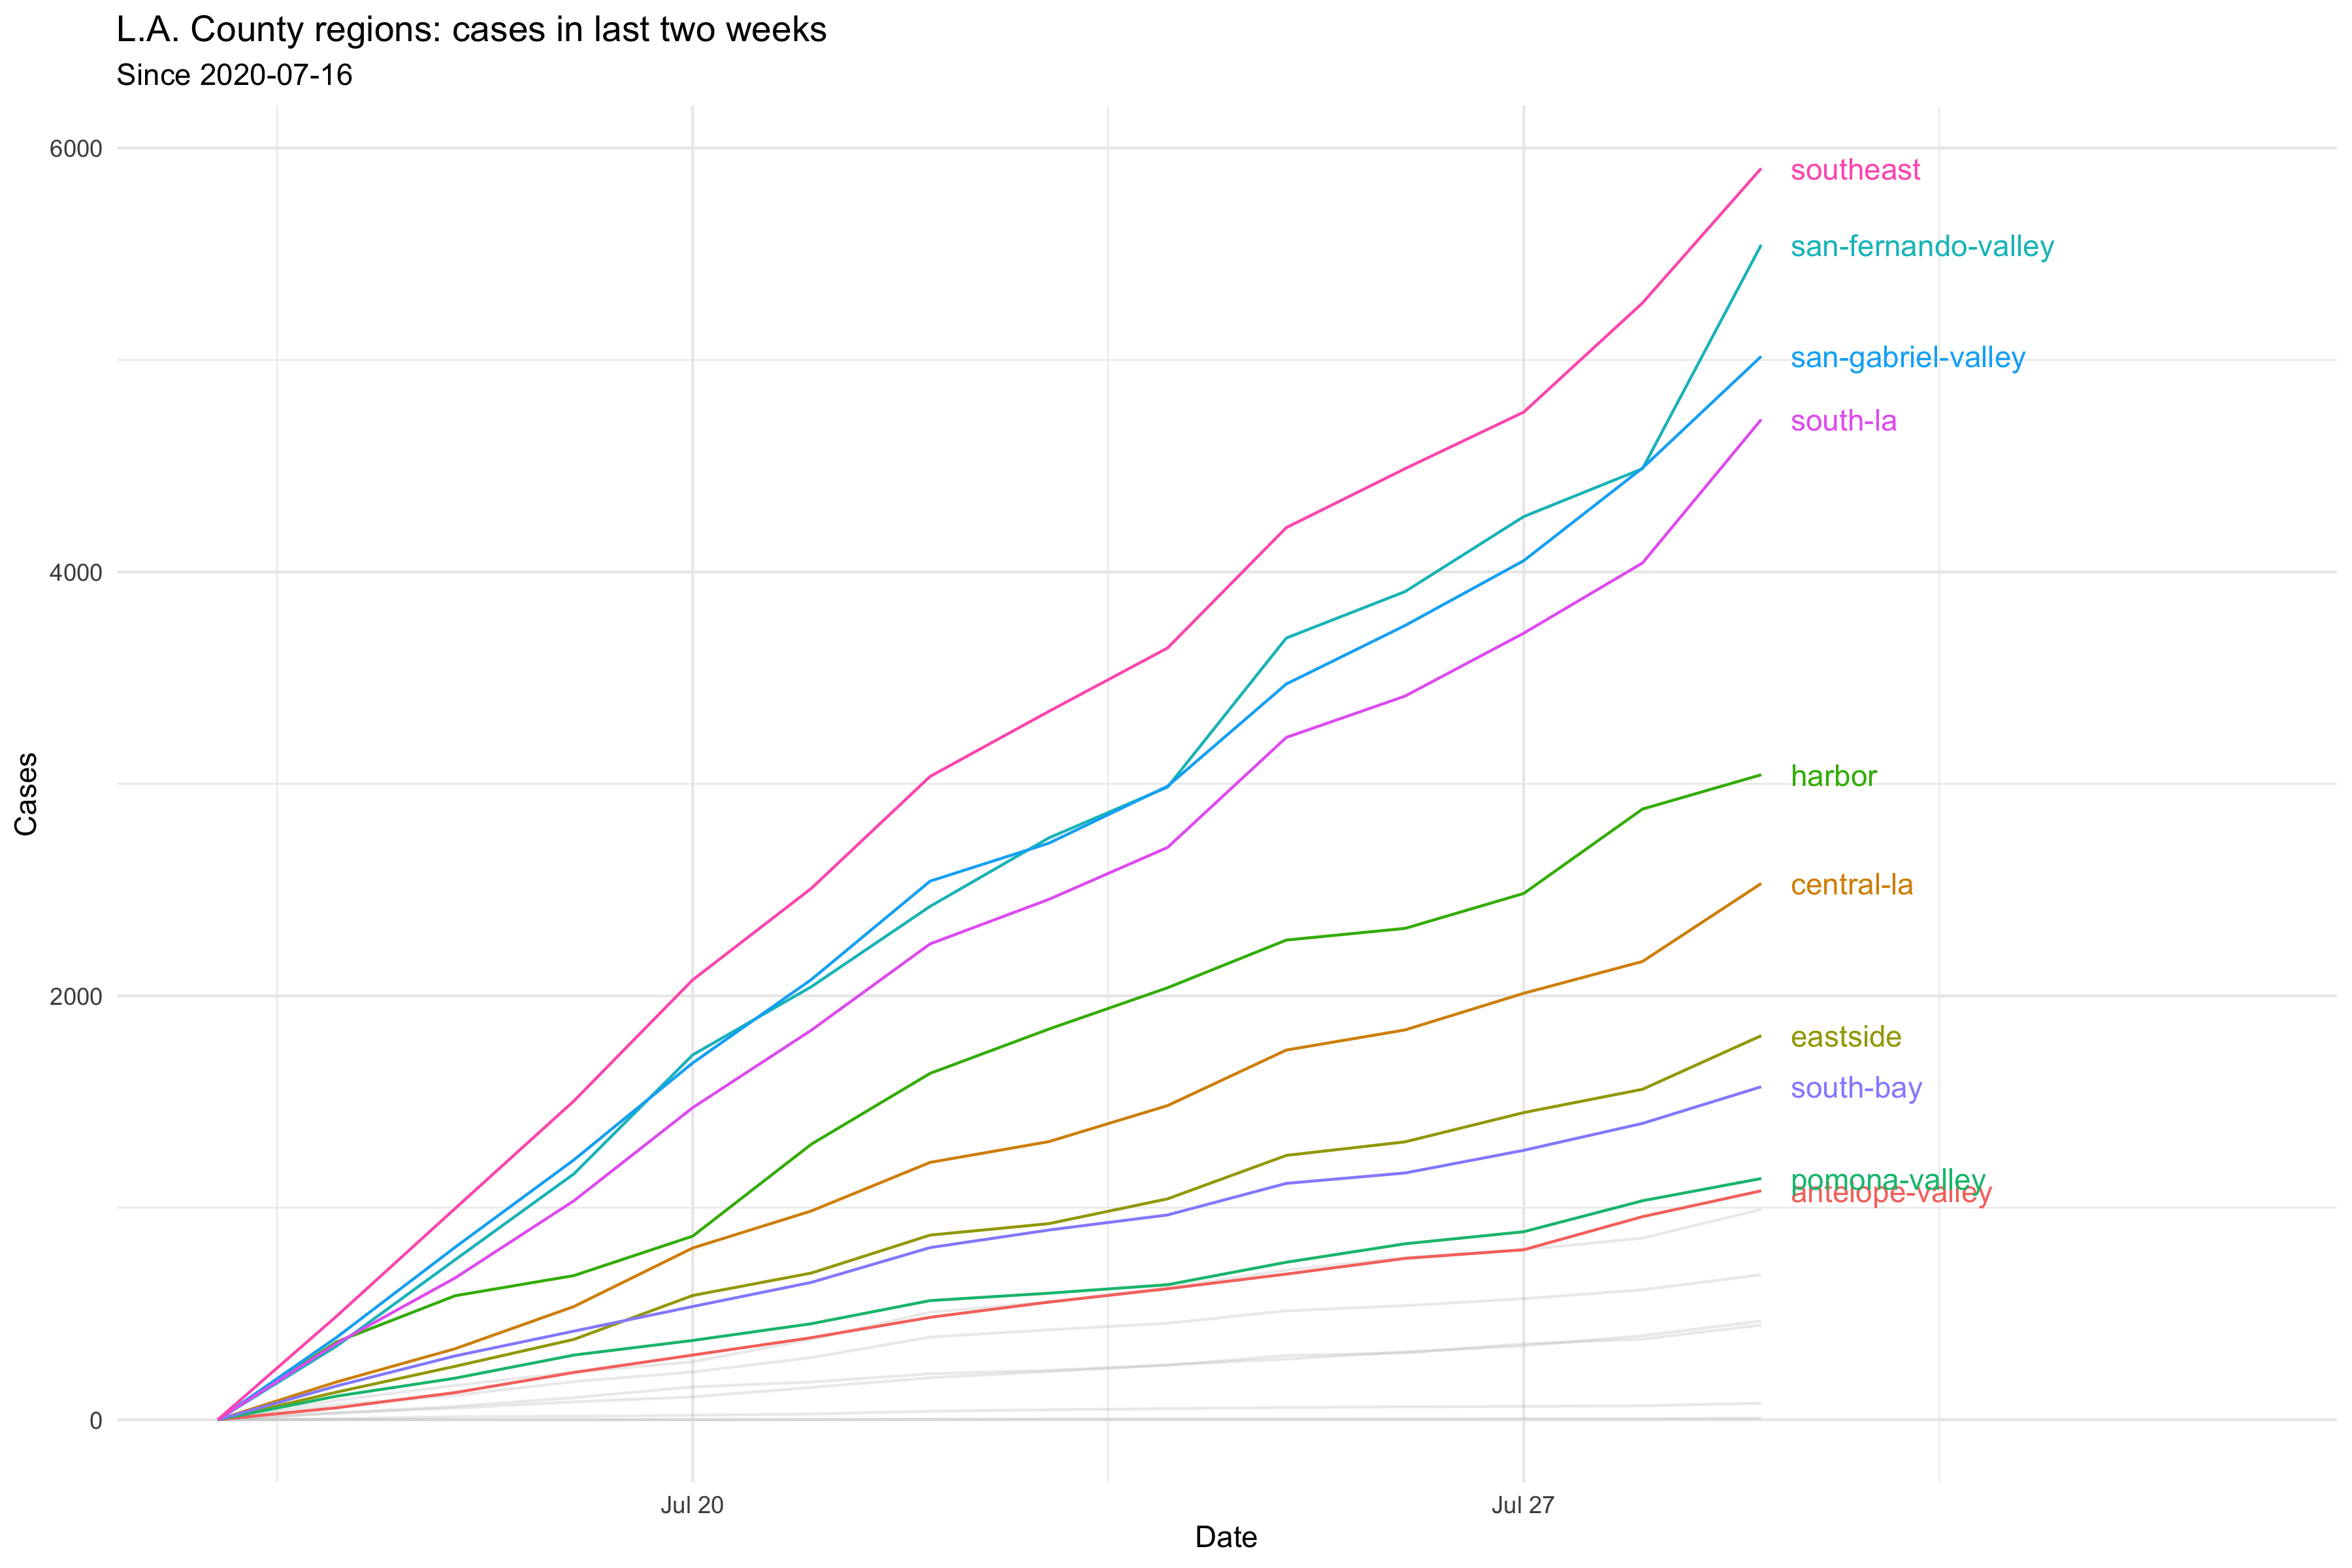 L.A. County regions: cases in last two weeks
Since 2020-07-16
6000
4000
2000
0
Cases
southeast
san-fernando-valley
san-gabriel-valley
south-la
harbor
central-la
eastside
south-bay
pomona-valley
antelope-valley
Jul 20
Jul 27
Date